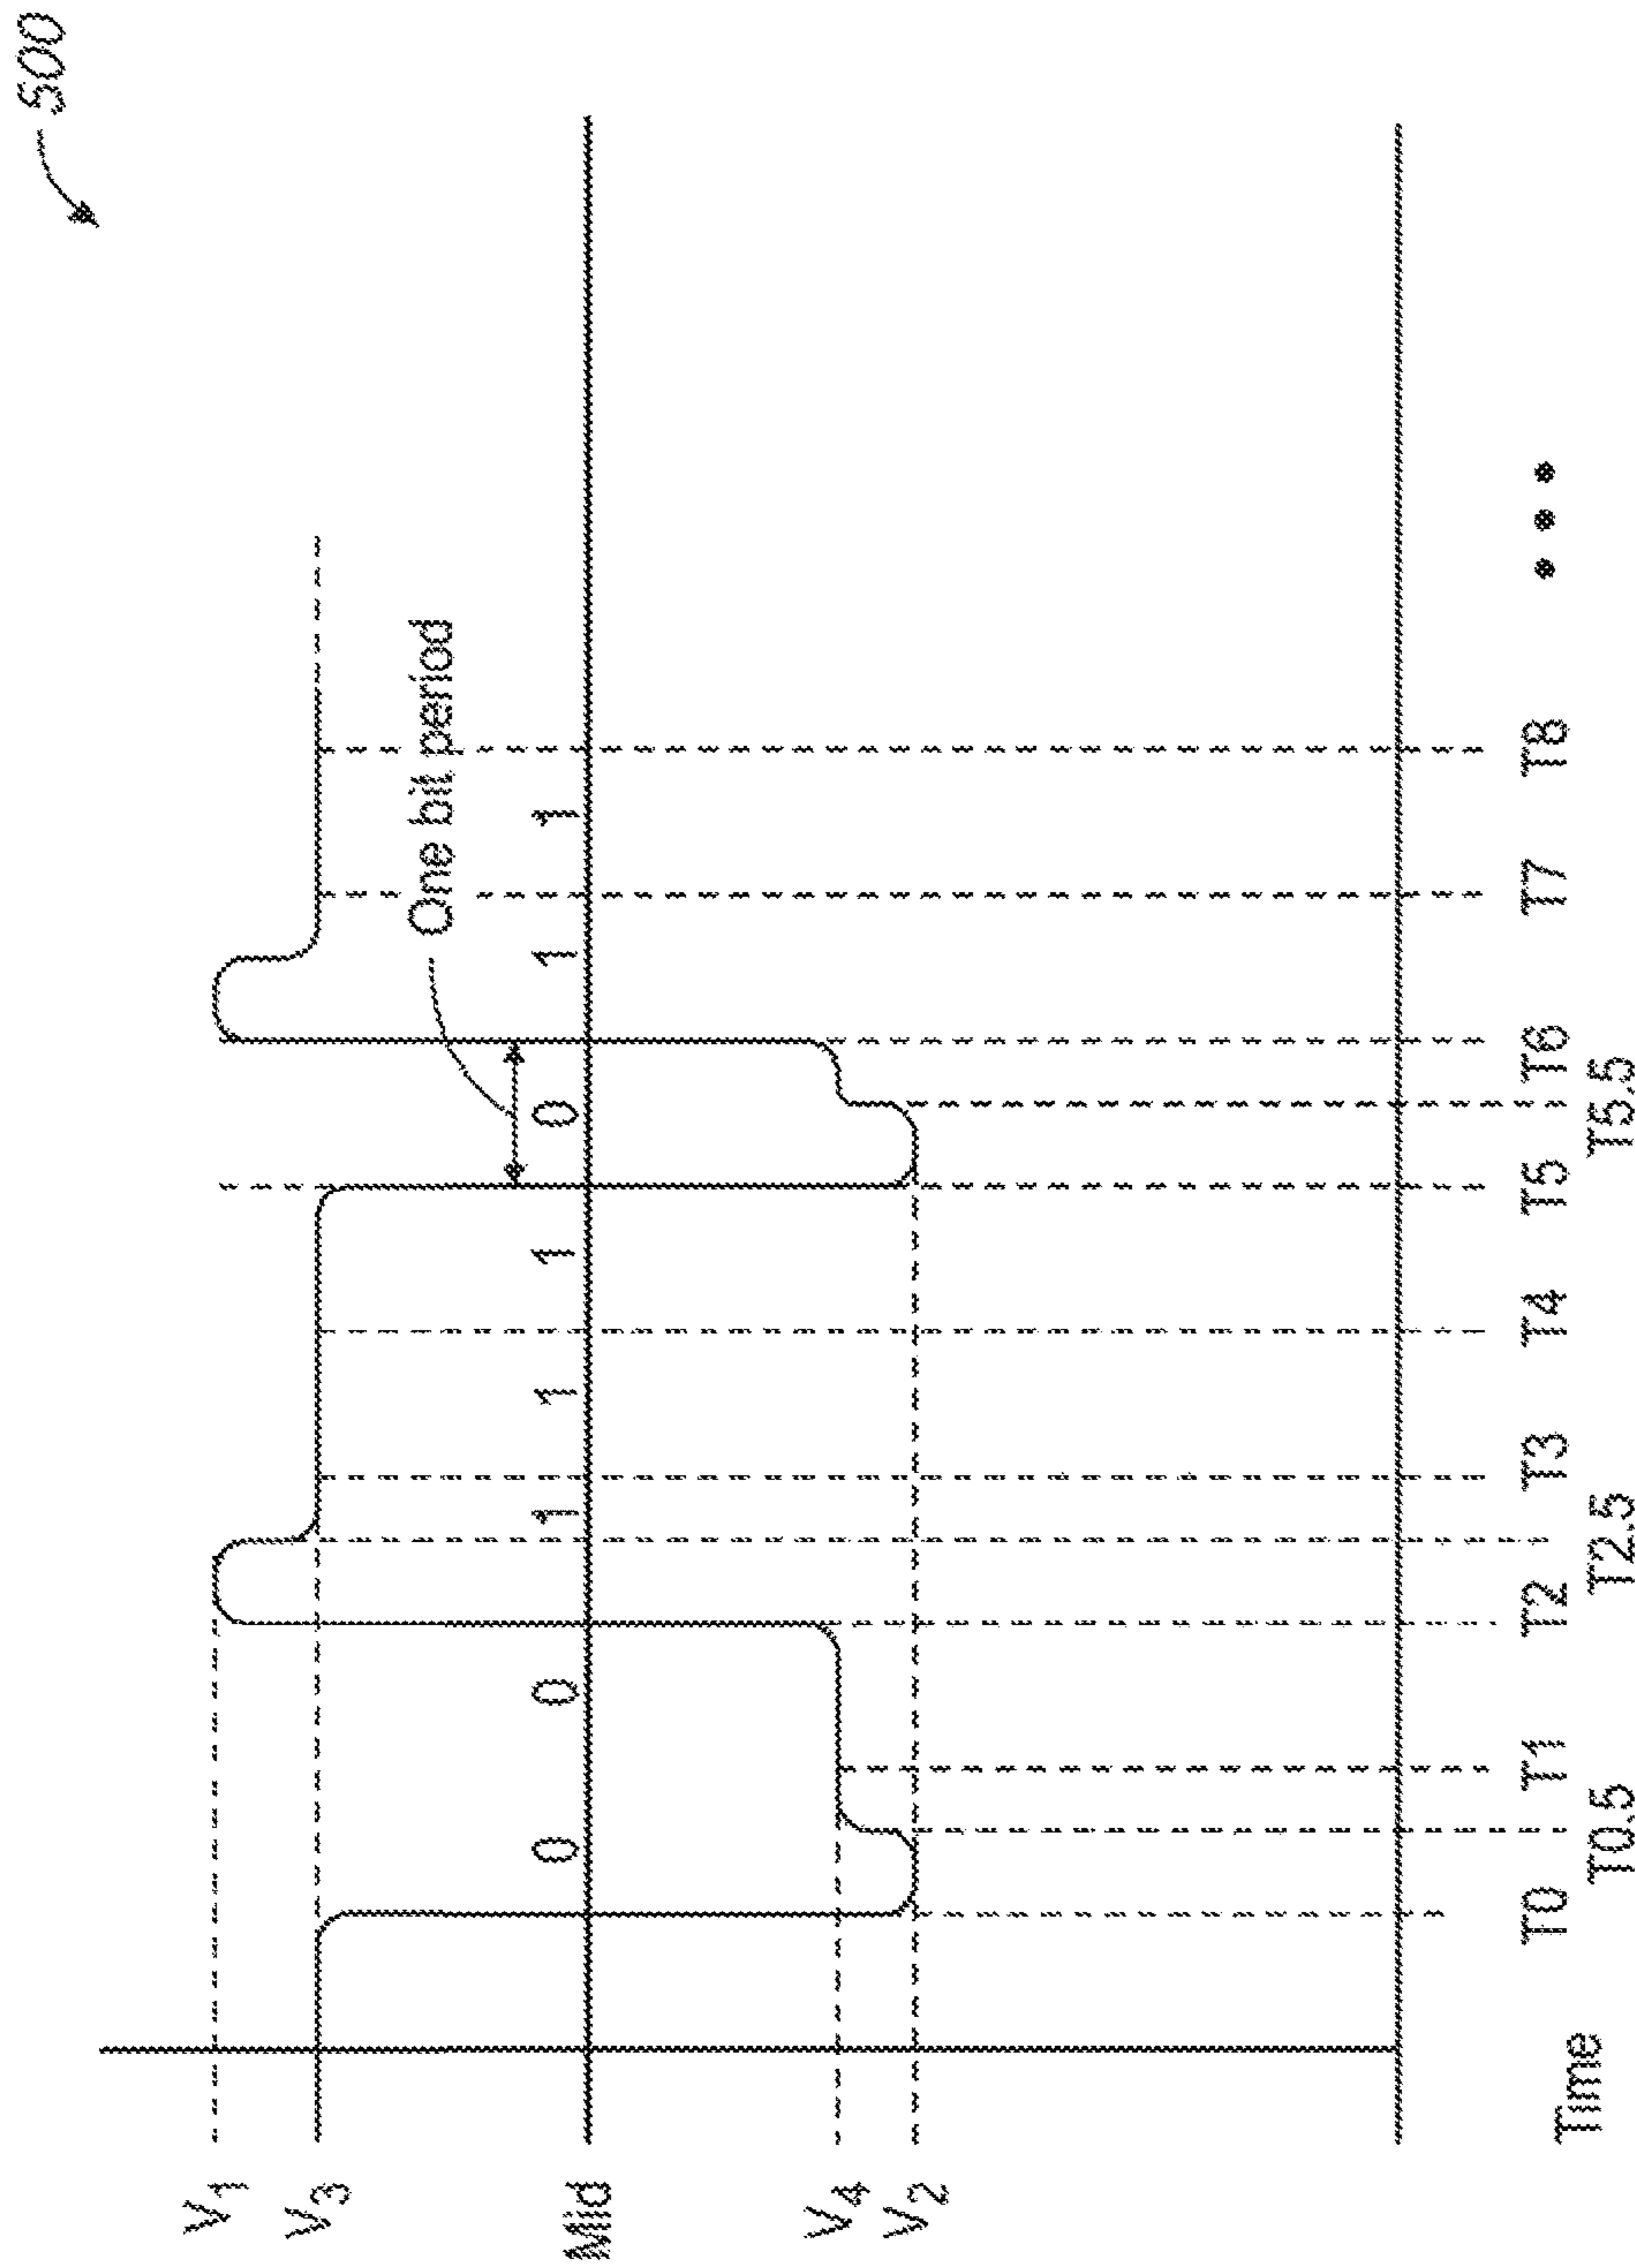 500
V1
V3
One bit period
Mid
0 0 1 1 1 0 1 1
V4
V2
Time T0 T1 T2 T3 T4 T5 T6 T7 T8
T0.5 T2.5 T5.5